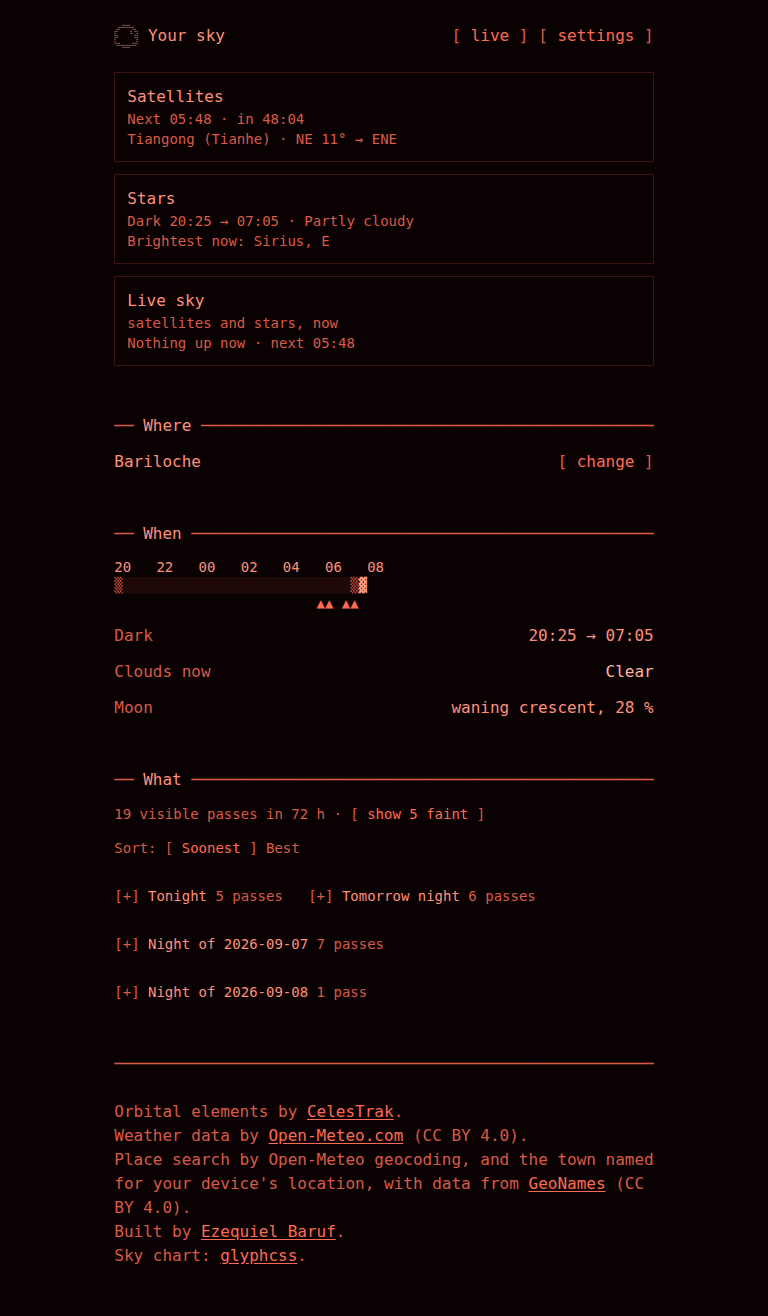 Your sky [ live ] [ settings ]
Satellites
Next 05:48 · in 48:04
Tiangong (Tianhe) · NE 11° → ENE
Stars
Dark 20:25 → 07:05 · Partly cloudy
Brightest now: Sirius, E
Live sky
satellites and stars, now
Nothing up now · next 05:48
Where
Bariloche [ change ]
When
20 22 00 02 04 06 08
▲▲ ▲▲
Dark 20:25 → 07:05
Clouds now Clear
Moon waning crescent, 28 %
What
19 visible passes in 72 h · [ show 5 faint ]
Sort: [ Soonest ] Best
[+] Tonight 5 passes [+] Tomorrow night 6 passes
[+] Night of 2026-09-07 7 passes
[+] Night of 2026-09-08 1 pass
Orbital elements by CelesTrak.
Weather data by Open-Meteo.com (CC BY 4.0).
Place search by Open-Meteo geocoding, and the town named
for your device's location, with data from GeoNames (CC
BY 4.0).
Built by Ezequiel Baruf.
Sky chart: glyphcss.